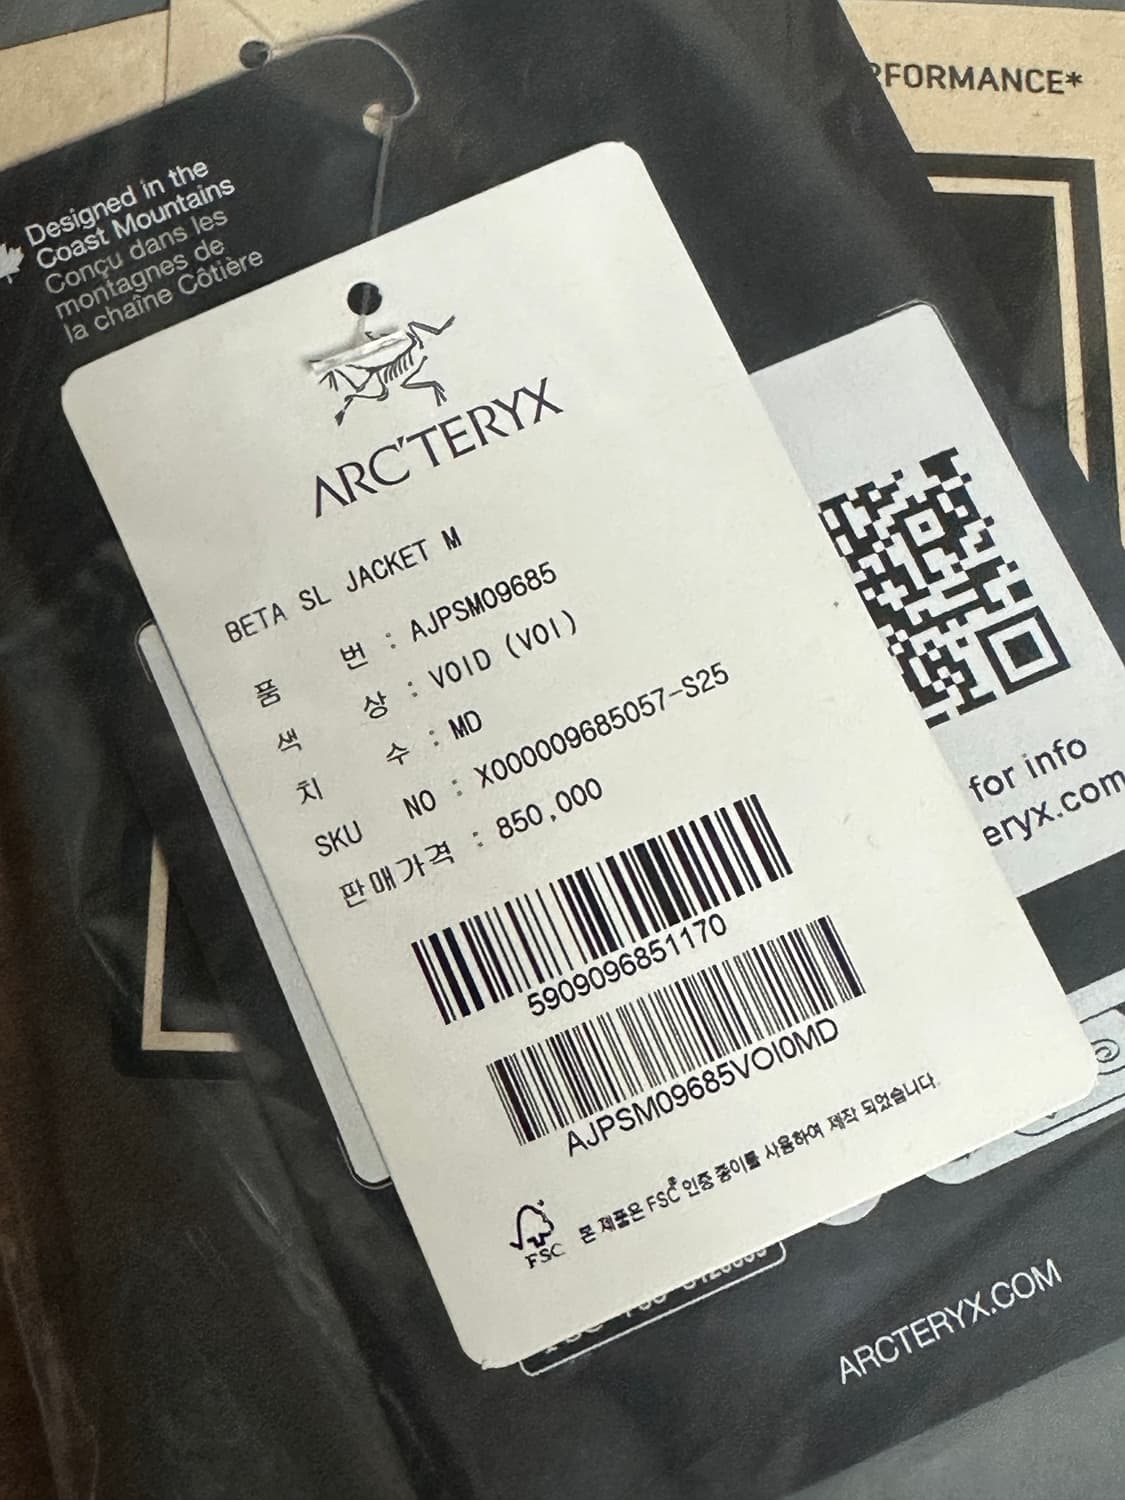 RFORMANCE*
Designed in the
Coast Mountains
Conçu dans les
montagnes de
la chaîne Côtière
ARC'TERYX
BETA SL JACKET M
품 번 : AJPSM09685
색 상 : VOID (VOI)
치 수 : MD
SKU NO : X000009685057-S25
판매가격 : 850,000
5909096851170
AJPSM09685VOI0MD
FSC
본 제품은 FSC® 인증 종이를 사용하여 제작 되었습니다.
for info
eryx.com
ARCTERYX.COM